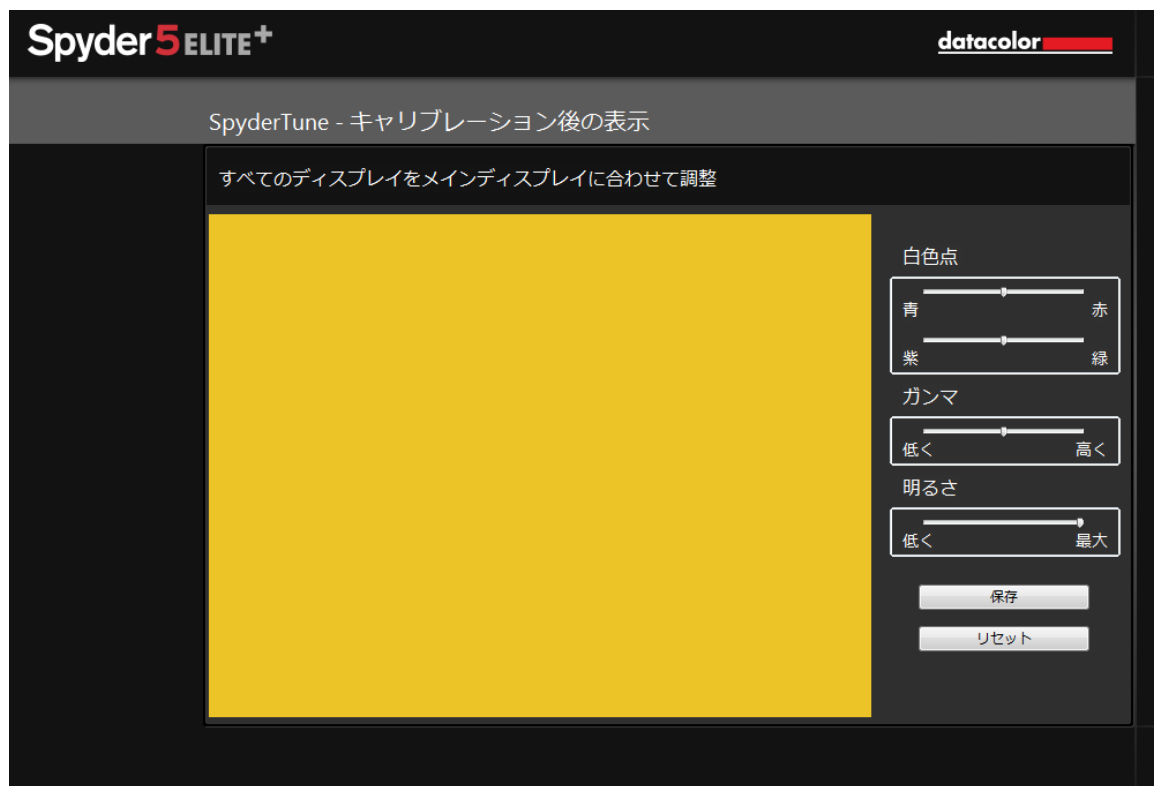 Spyder5ELITE+
datacolor
SpyderTune - キャリブレーション後の表示
すべてのディスプレイをメインディスプレイに合わせて調整
白色点
青 赤
紫 緑
ガンマ
低く 高く
明るさ
低く 最大
保存
リセット